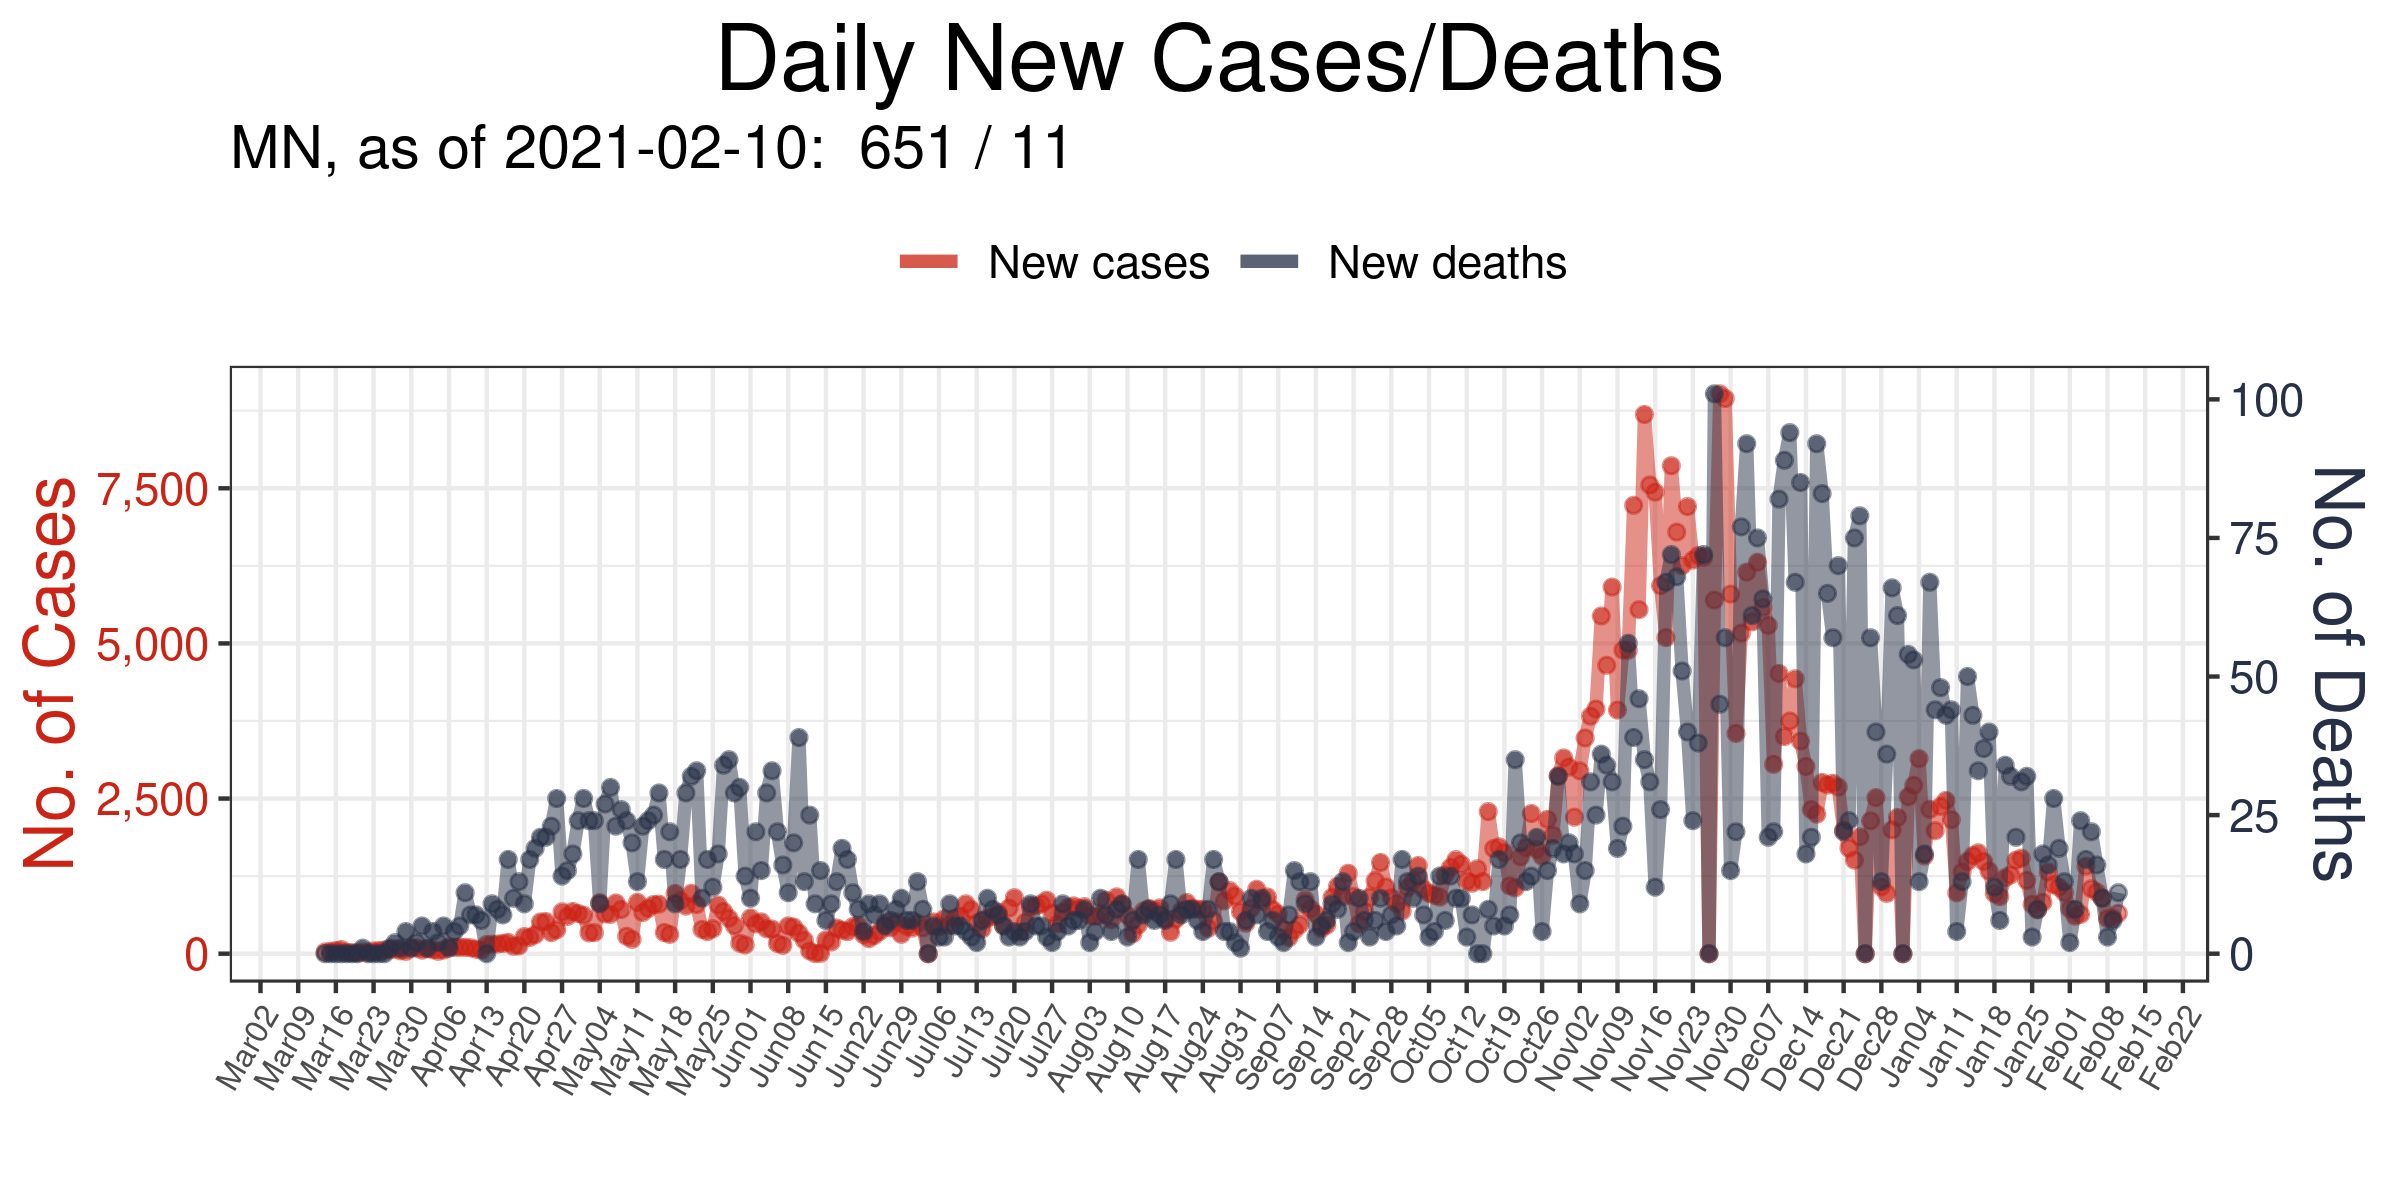 Daily New Cases/Deaths
MN, as of 2021-02-10:  651 / 11
New cases
New deaths
No. of Cases
7,500
5,000
2,500
0
100
75
50
25
0
No. of Deaths
Mar02
Mar09
Mar16
Mar23
Mar30
Apr06
Apr13
Apr20
Apr27
May04
May11
May18
May25
Jun01
Jun08
Jun15
Jun22
Jun29
Jul06
Jul13
Jul20
Jul27
Aug03
Aug10
Aug17
Aug24
Aug31
Sep07
Sep14
Sep21
Sep28
Oct05
Oct12
Oct19
Oct26
Nov02
Nov09
Nov16
Nov23
Nov30
Dec07
Dec14
Dec21
Dec28
Jan04
Jan11
Jan18
Jan25
Feb01
Feb08
Feb15
Feb22